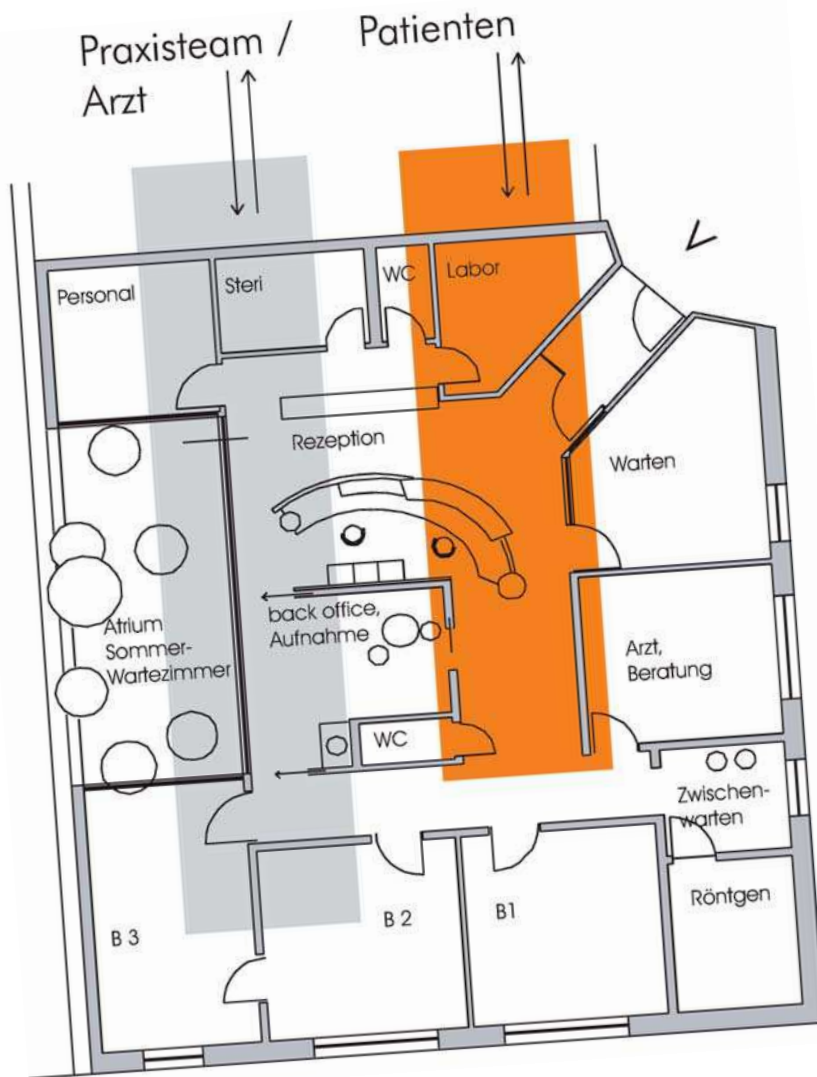 Praxisteam /
Arzt
Patienten
Personal
Steri
WC
Labor
Rezeption
Warten
back office,
Aufnahme
Atrium
Sommer-
Wartezimmer
Arzt,
Beratung
WC
Zwischen-
warten
Röntgen
B 3
B 2
B1